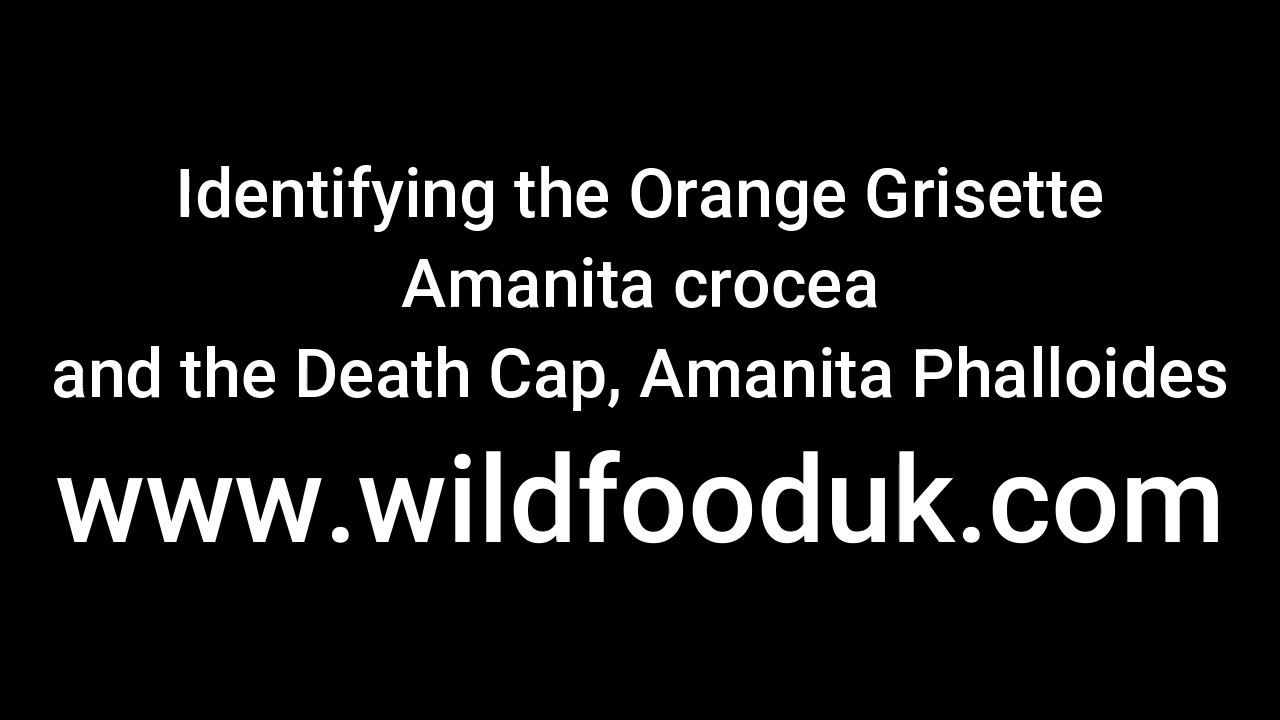 Identifying the Orange Grisette
Amanita crocea
and the Death Cap, Amanita Phalloides
www.wildfooduk.com